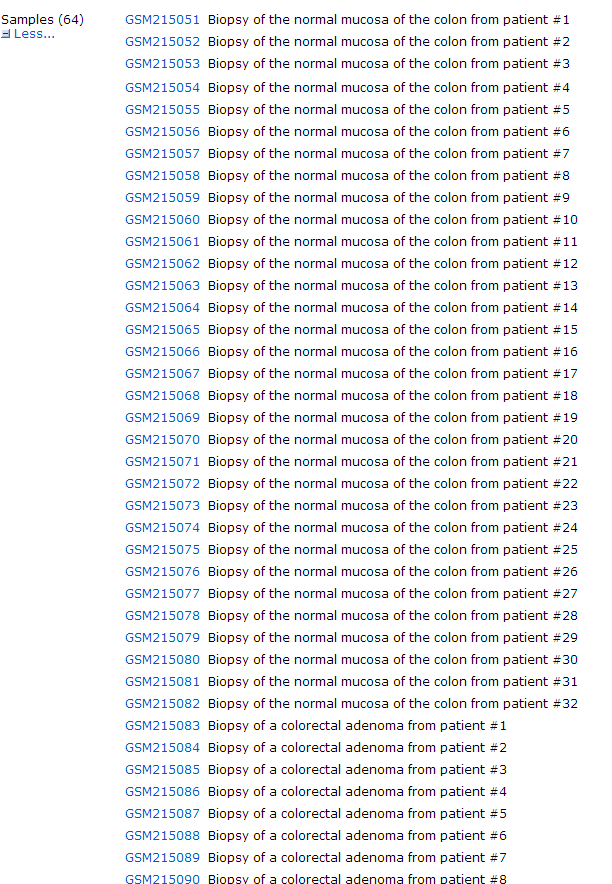 Samples (64)
Less...
GSM215051 Biopsy of the normal mucosa of the colon from patient #1
GSM215052 Biopsy of the normal mucosa of the colon from patient #2
GSM215053 Biopsy of the normal mucosa of the colon from patient #3
GSM215054 Biopsy of the normal mucosa of the colon from patient #4
GSM215055 Biopsy of the normal mucosa of the colon from patient #5
GSM215056 Biopsy of the normal mucosa of the colon from patient #6
GSM215057 Biopsy of the normal mucosa of the colon from patient #7
GSM215058 Biopsy of the normal mucosa of the colon from patient #8
GSM215059 Biopsy of the normal mucosa of the colon from patient #9
GSM215060 Biopsy of the normal mucosa of the colon from patient #10
GSM215061 Biopsy of the normal mucosa of the colon from patient #11
GSM215062 Biopsy of the normal mucosa of the colon from patient #12
GSM215063 Biopsy of the normal mucosa of the colon from patient #13
GSM215064 Biopsy of the normal mucosa of the colon from patient #14
GSM215065 Biopsy of the normal mucosa of the colon from patient #15
GSM215066 Biopsy of the normal mucosa of the colon from patient #16
GSM215067 Biopsy of the normal mucosa of the colon from patient #17
GSM215068 Biopsy of the normal mucosa of the colon from patient #18
GSM215069 Biopsy of the normal mucosa of the colon from patient #19
GSM215070 Biopsy of the normal mucosa of the colon from patient #20
GSM215071 Biopsy of the normal mucosa of the colon from patient #21
GSM215072 Biopsy of the normal mucosa of the colon from patient #22
GSM215073 Biopsy of the normal mucosa of the colon from patient #23
GSM215074 Biopsy of the normal mucosa of the colon from patient #24
GSM215075 Biopsy of the normal mucosa of the colon from patient #25
GSM215076 Biopsy of the normal mucosa of the colon from patient #26
GSM215077 Biopsy of the normal mucosa of the colon from patient #27
GSM215078 Biopsy of the normal mucosa of the colon from patient #28
GSM215079 Biopsy of the normal mucosa of the colon from patient #29
GSM215080 Biopsy of the normal mucosa of the colon from patient #30
GSM215081 Biopsy of the normal mucosa of the colon from patient #31
GSM215082 Biopsy of the normal mucosa of the colon from patient #32
GSM215083 Biopsy of a colorectal adenoma from patient #1
GSM215084 Biopsy of a colorectal adenoma from patient #2
GSM215085 Biopsy of a colorectal adenoma from patient #3
GSM215086 Biopsy of a colorectal adenoma from patient #4
GSM215087 Biopsy of a colorectal adenoma from patient #5
GSM215088 Biopsy of a colorectal adenoma from patient #6
GSM215089 Biopsy of a colorectal adenoma from patient #7
GSM215090 Biopsy of a colorectal adenoma from patient #8